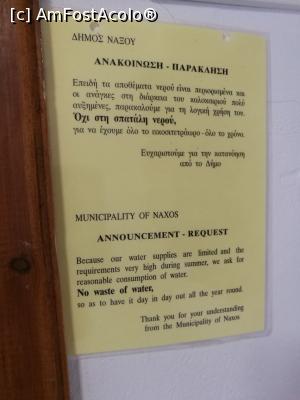 [c] AmFostAcolo®
ΔΗΜΟΣ ΝΑΞΟΥ
ΑΝΑΚΟΙΝΩΣΗ - ΠΑΡΑΚΛΗΣΗ
Επειδή τα αποθέματα νερού είναι περιορισμένα και
οι ανάγκες στη διάρκεια του καλοκαιριού πολύ
αυξημένες, παρακαλούμε για τη λογική χρήση του.
Όχι στη σπατάλη νερού,
για να έχουμε όλο το εικοσιτετράωρο - όλο το χρόνο.
Ευχαριστούμε για την κατανόηση
από το Δήμο
MUNICIPALITY OF NAXOS
ANNOUNCEMENT - REQUEST
Because our water supplies are limited and the
requirements very high during summer, we ask for
reasonable consumption of water.
No waste of water,
so as to have it day in day out all the year round.
Thank you for your understanding
from the Municipality of Naxos